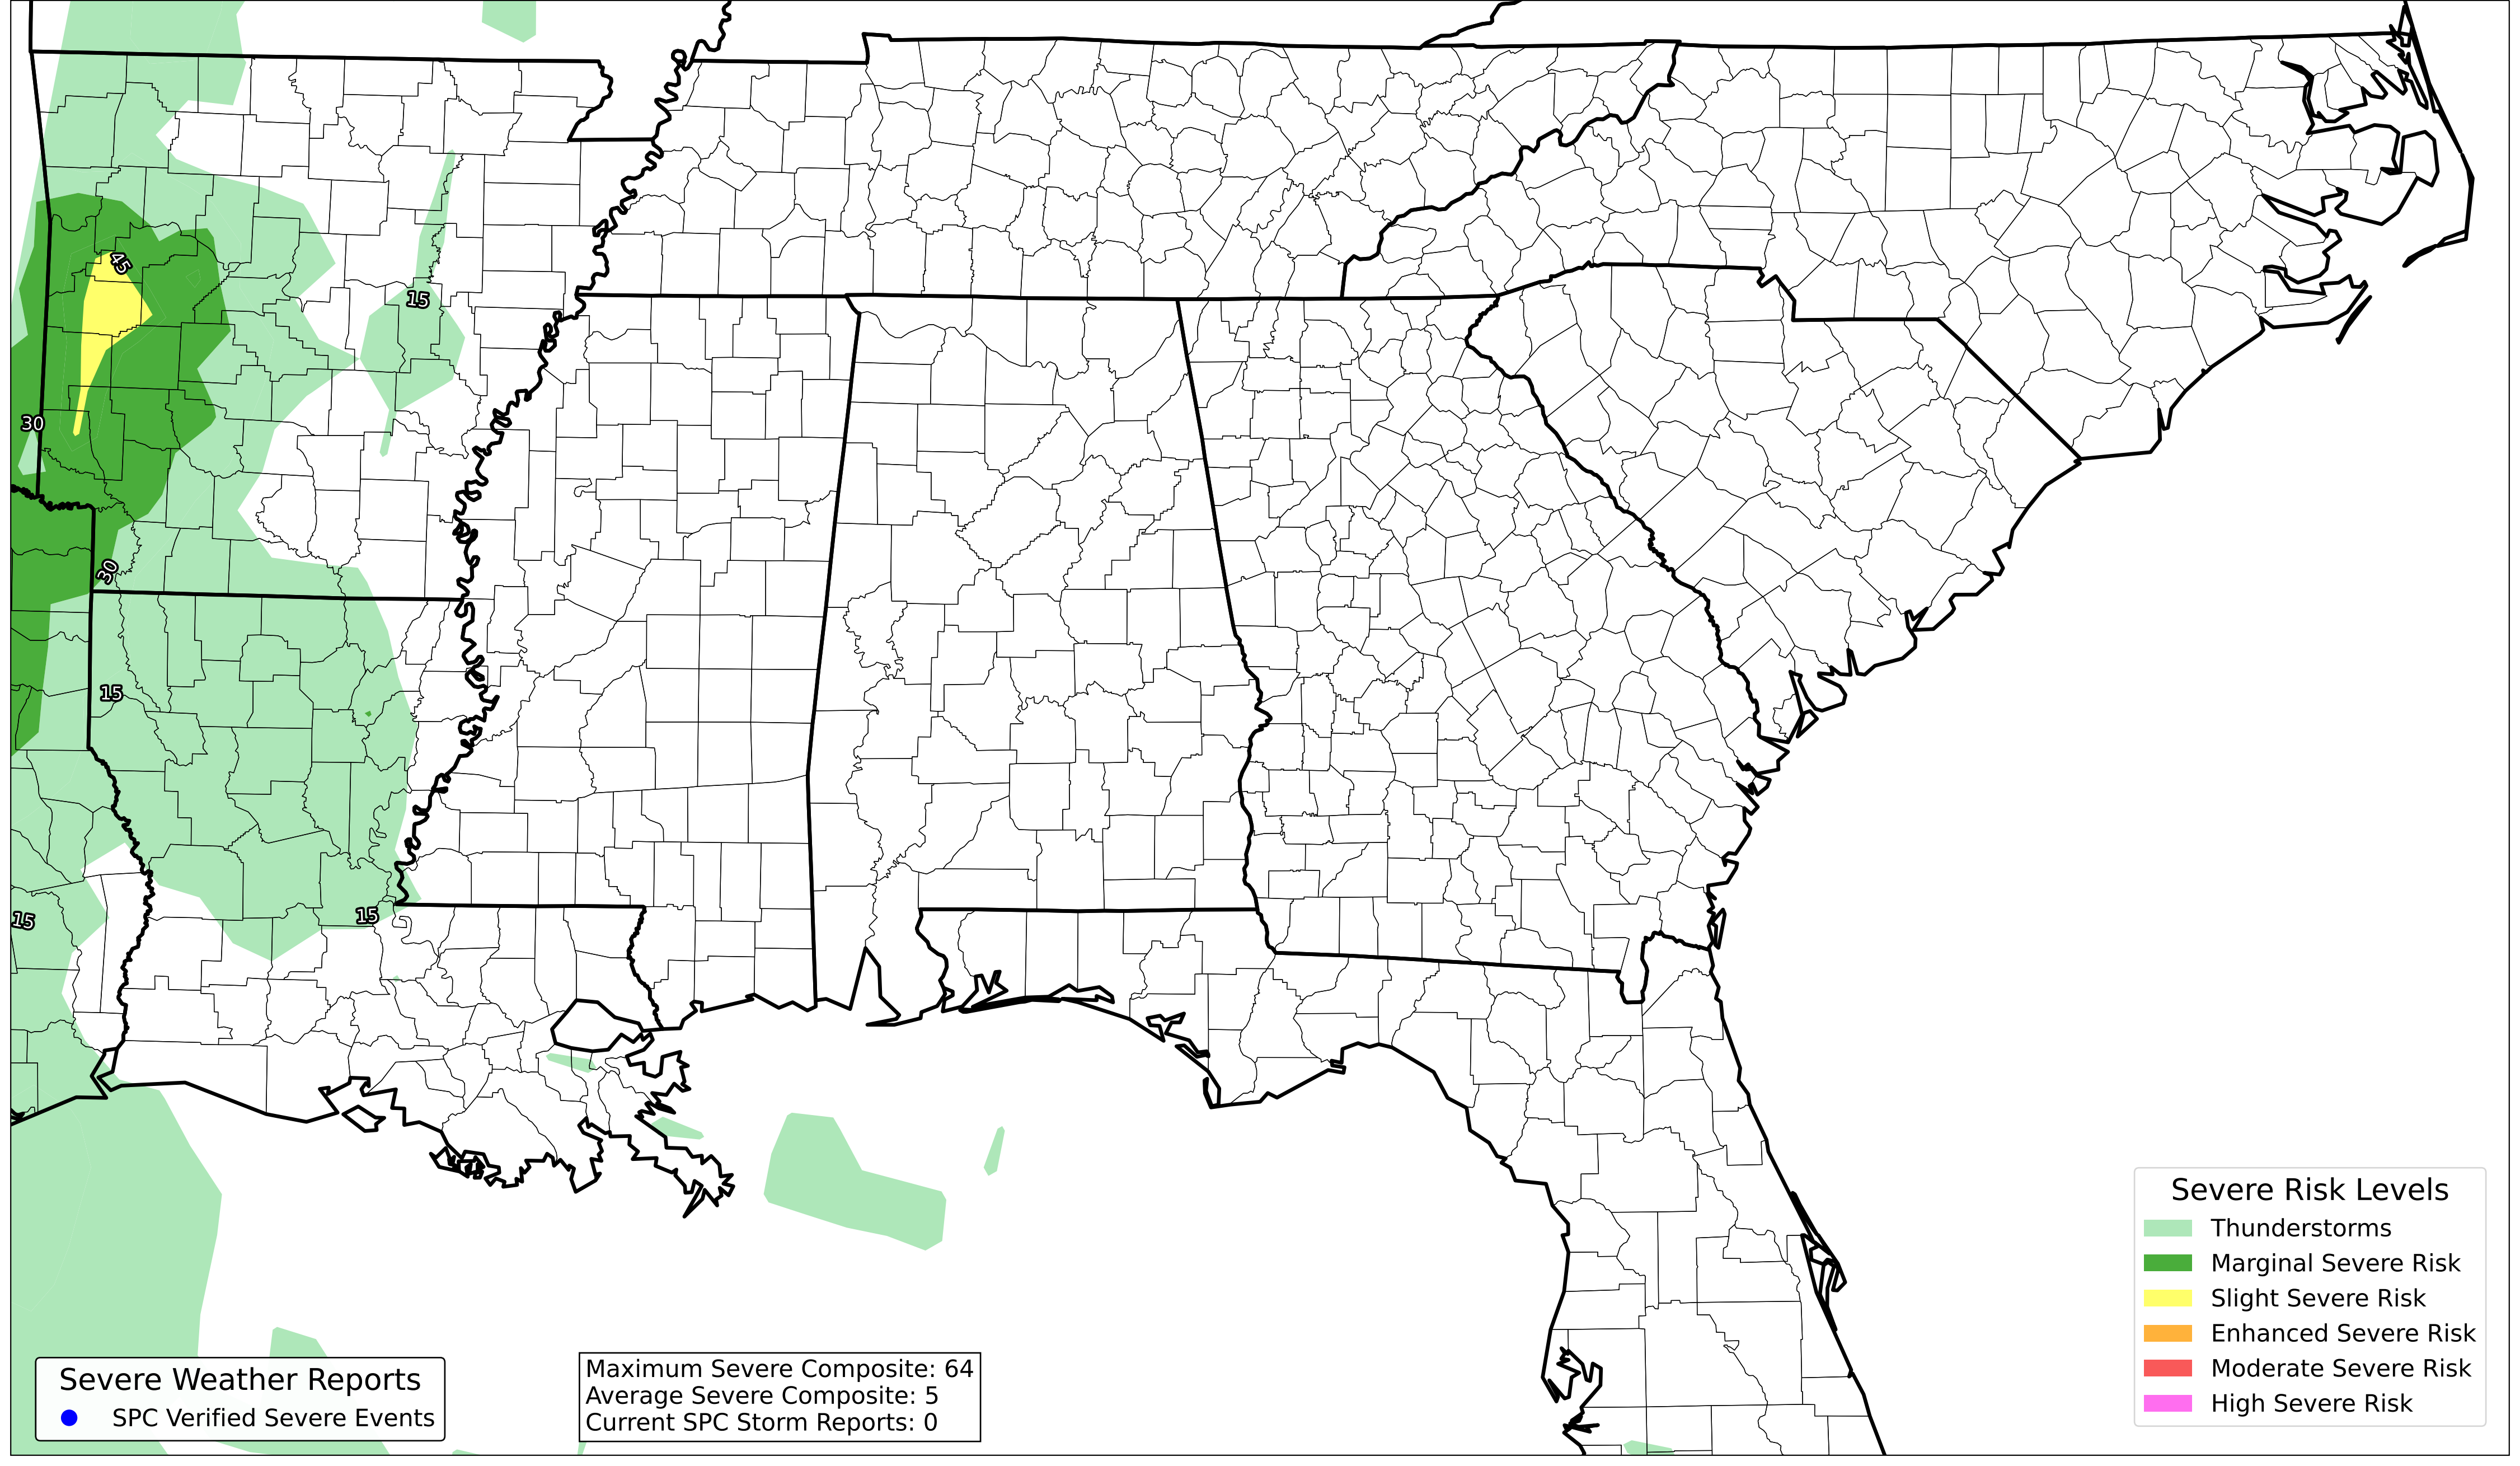 45
15
30
30
15
15
15
Severe Risk Levels
Thunderstorms
Marginal Severe Risk
Slight Severe Risk
Enhanced Severe Risk
Moderate Severe Risk
High Severe Risk
Severe Weather Reports
SPC Verified Severe Events
Maximum Severe Composite: 64
Average Severe Composite: 5
Current SPC Storm Reports: 0